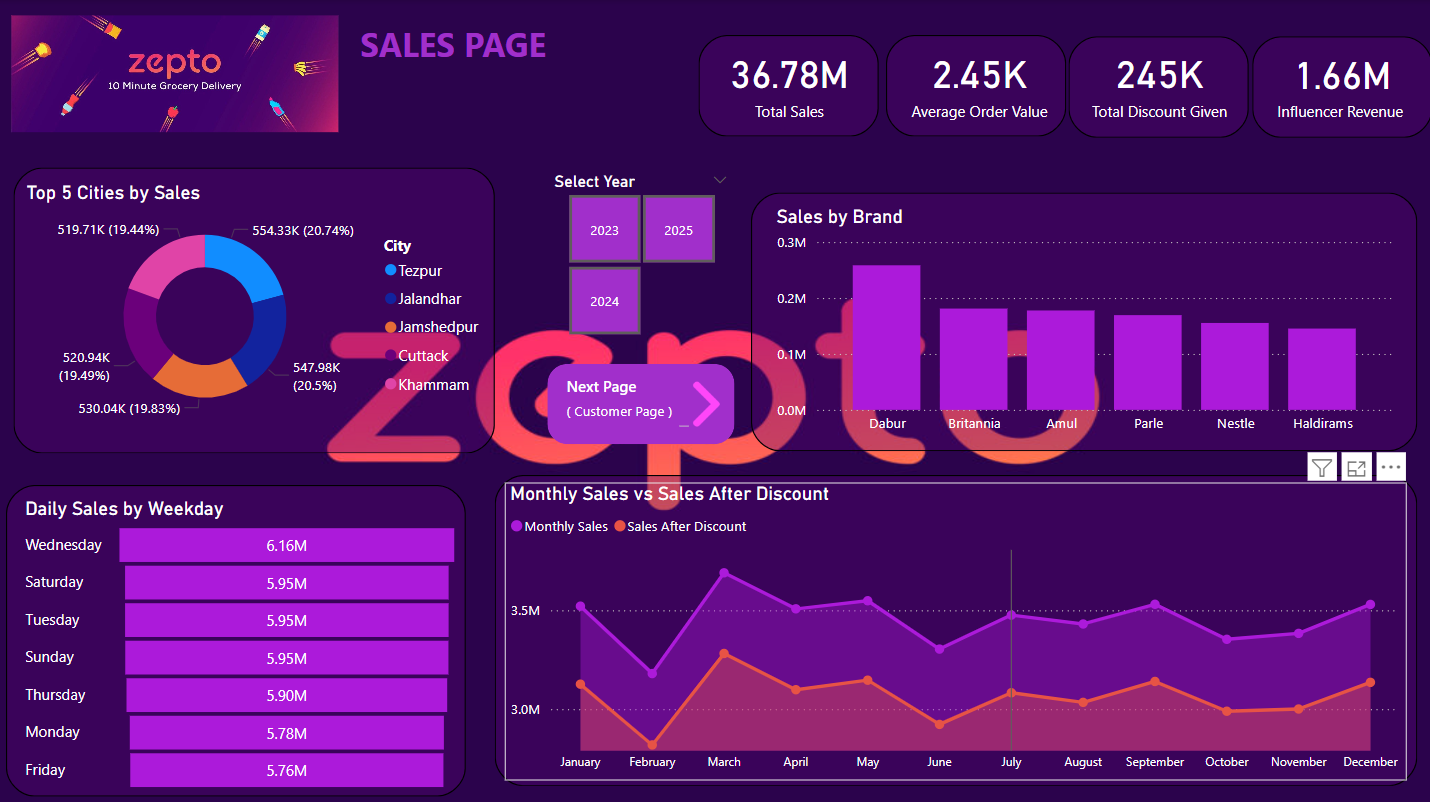 zepto
10 Minute Grocery Delivery
SALES PAGE
36.78M
Total Sales
2.45K
Average Order Value
245K
Total Discount Given
1.66M
Influencer Revenue
Top 5 Cities by Sales
519.71K (19.44%)
554.33K (20.74%)
520.94K
(19.49%)
547.98K
(20.5%)
530.04K (19.83%)
City
Tezpur
Jalandhar
Jamshedpur
Cuttack
Khammam
Select Year
2023
2025
2024
Next Page
( Customer Page )
zepto
Sales by Brand
0.3M
0.2M
0.1M
0.0M
Dabur
Britannia
Amul
Parle
Nestle
Haldirams
Daily Sales by Weekday
Wednesday 6.16M
Saturday 5.95M
Tuesday 5.95M
Sunday 5.95M
Thursday 5.90M
Monday 5.78M
Friday 5.76M
Monthly Sales vs Sales After Discount
Monthly Sales
Sales After Discount
3.5M
3.0M
January
February
March
April
May
June
July
August
September
October
November
December